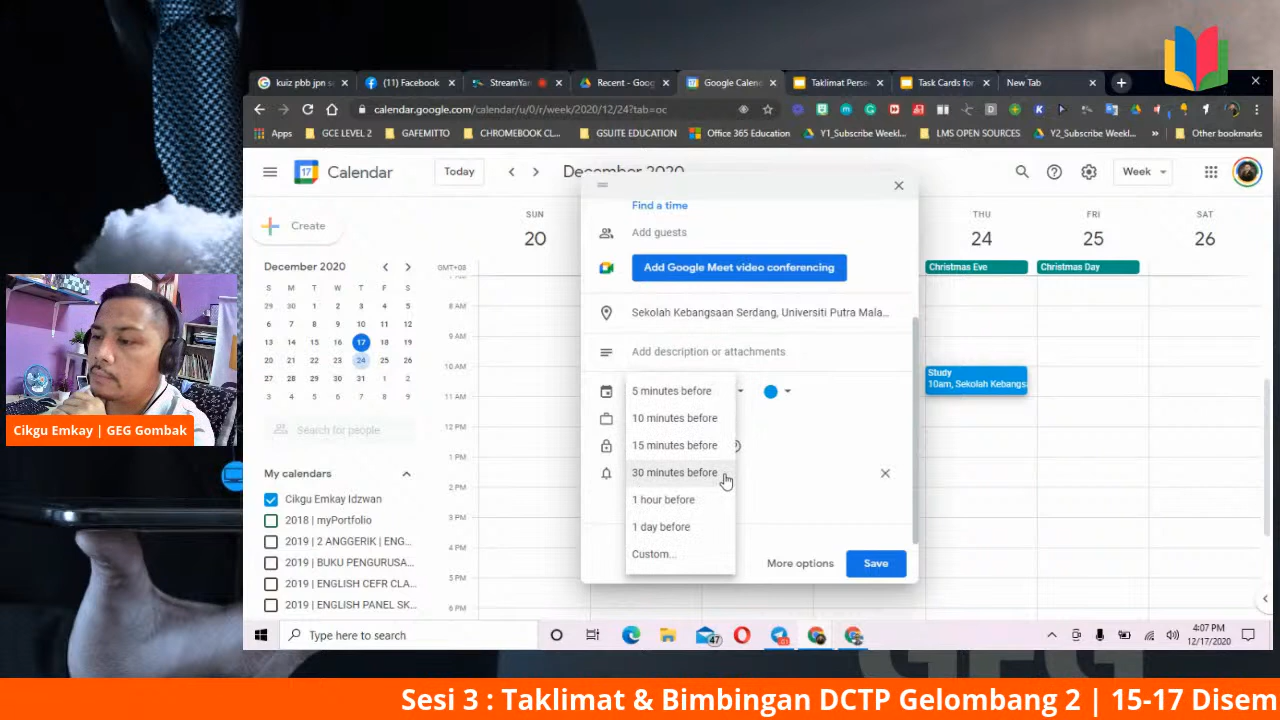 kuiz pbb jpn s
(11) Facebook
StreamYar
Recent - Goog
Google Calen
Taklimat Perse
Task Cards for
New Tab
calendar.google.com/calendar/u/0/r/week/2020/12/24?tab=oc
Apps
GCE LEVEL 2
GAFEMITTO
CHROMEBOOK CL...
GSUITE EDUCATION
Office 365 Education
Y1_Subscribe Weekl...
LMS OPEN SOURCES
Y2_Subscribe Weekl...
»
Other bookmarks
17
Calendar
Today
December 2020
Week
Create
December 2020
S M T W T F S
29 30 1 2 3 4 5
6 7 8 9 10 11 12
13 14 15 16 17 18 19
20 21 22 23 24 25 26
27 28 29 30 31 1 2
3 4 5 6 7 8 9
Search for people
My calendars
Cikgu Emkay Idzwan
2018 | myPortfolio
2019 | 2 ANGGERIK | ENG...
2019 | BUKU PENGURUSA...
2019 | ENGLISH CEFR CLA...
2019 | ENGLISH PANEL SK...
SUN
20
THU
24
FRI
25
SAT
26
GMT+08
Christmas Eve
Christmas Day
8 AM
9 AM
10 AM
11 AM
12 PM
1 PM
2 PM
3 PM
4 PM
5 PM
6 PM
Study
10am, Sekolah Kebangs
Find a time
Add guests
Add Google Meet video conferencing
Sekolah Kebangsaan Serdang, Universiti Putra Mala...
Add description or attachments
5 minutes before
10 minutes before
15 minutes before
30 minutes before
1 hour before
1 day before
Custom...
More options
Save
Type here to search
47
4:07 PM
12/17/2020
Cikgu Emkay | GEG Gombak
GEG
Sesi 3 : Taklimat & Bimbingan DCTP Gelombang 2 | 15-17 Disem